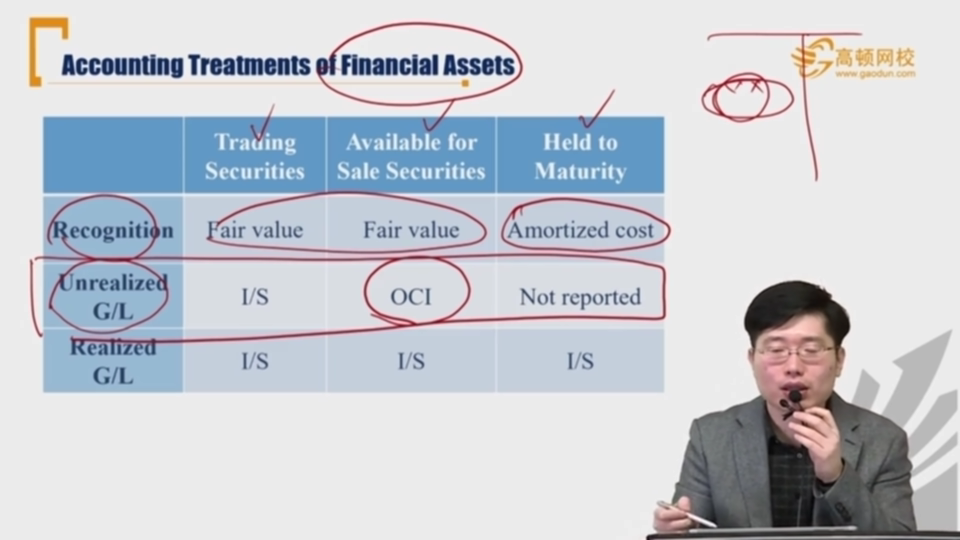 Accounting Treatments of Financial Assets
高顿网校
www.gaodun.com
Trading Securities
Available for Sale Securities
Held to Maturity
Recognition
Fair value
Fair value
Amortized cost
Unrealized G/L
I/S
OCI
Not reported
Realized G/L
I/S
I/S
I/S